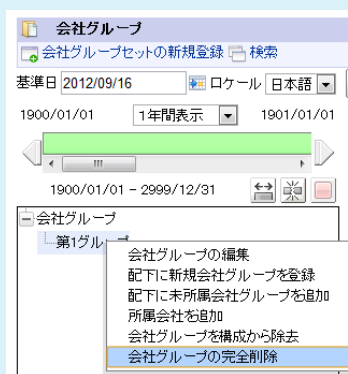 会社グループ
会社グループセットの新規登録 検索
基準日 2012/09/16 ロケール 日本語
1900/01/01 1年間表示 1901/01/01
1900/01/01 - 2999/12/31
会社グループ
第1グループ
会社グループの編集
配下に新規会社グループを登録
配下に未所属会社グループを追加
所属会社を追加
会社グループを構成から除去
会社グループの完全削除